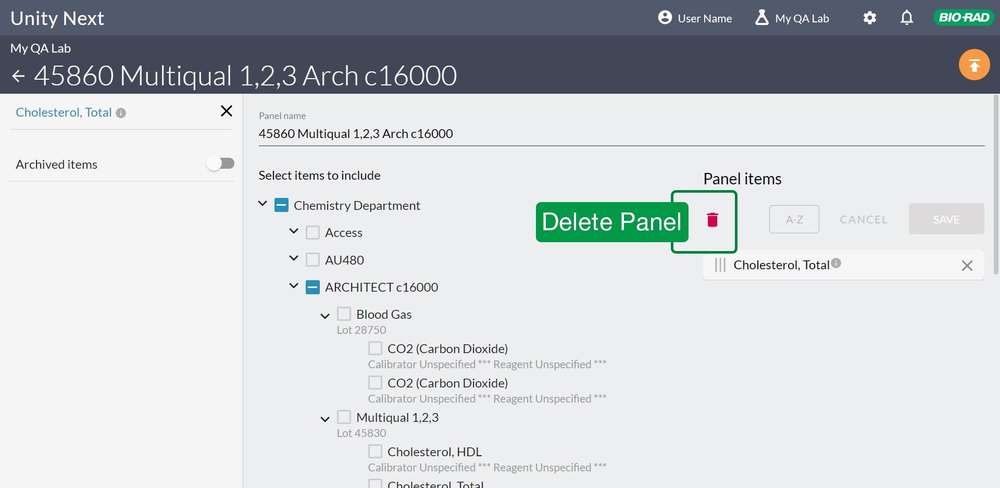 Unity Next
User Name
My QA Lab
BIO-RAD
My QA Lab
45860 Multiqual 1,2,3 Arch c16000
Cholesterol, Total
Archived items
Panel name
45860 Multiqual 1,2,3 Arch c16000
Select items to include
Chemistry Department
Access
AU480
ARCHITECT c16000
Blood Gas
Lot 28750
CO2 (Carbon Dioxide)
Calibrator Unspecified *** Reagent Unspecified ***
CO2 (Carbon Dioxide)
Calibrator Unspecified *** Reagent Unspecified ***
Multiqual 1,2,3
Lot 45830
Cholesterol, HDL
Calibrator Unspecified *** Reagent Unspecified ***
Cholesterol, Total
Panel items
Delete Panel
A-Z
CANCEL
SAVE
Cholesterol, Total